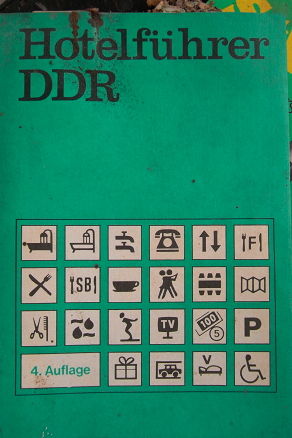 Hotelführer
DDR
F
SB
TV
100
5
P
4. Auflage